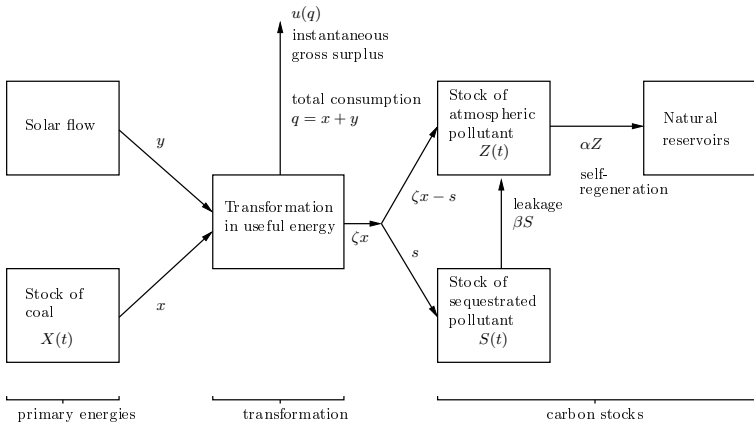 u(q)
instantaneous
gross surplus
total consumption
q = x + y
Solar flow
y
Stock of
coal
X(t)
x
Transformation
in useful energy
ζx
ζx − s
s
Stock of
atmospheric
pollutant
Z(t)
αZ
self-
regeneration
Natural
reservoirs
leakage
βS
Stock of
sequestrated
pollutant
S(t)
primary energies
transformation
carbon stocks